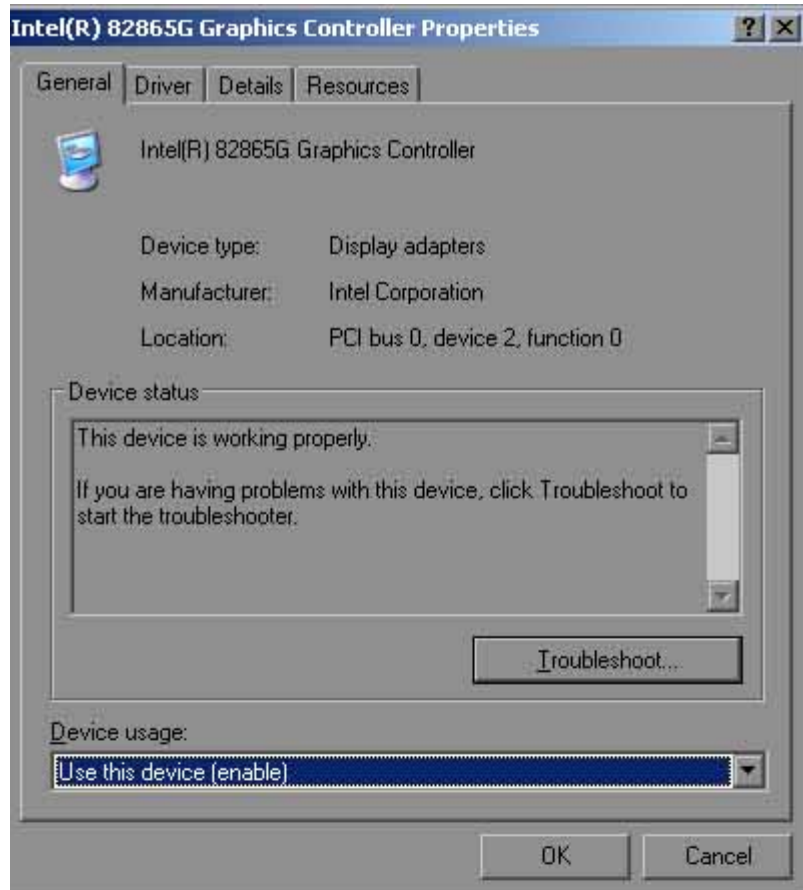 Intel(R) 82865G Graphics Controller Properties
General Driver Details Resources
Intel(R) 82865G Graphics Controller
Device type: Display adapters
Manufacturer: Intel Corporation
Location: PCI bus 0, device 2, function 0
Device status
This device is working properly.
If you are having problems with this device, click Troubleshoot to
start the troubleshooter.
Troubleshoot...
Device usage:
Use this device (enable)
OK Cancel